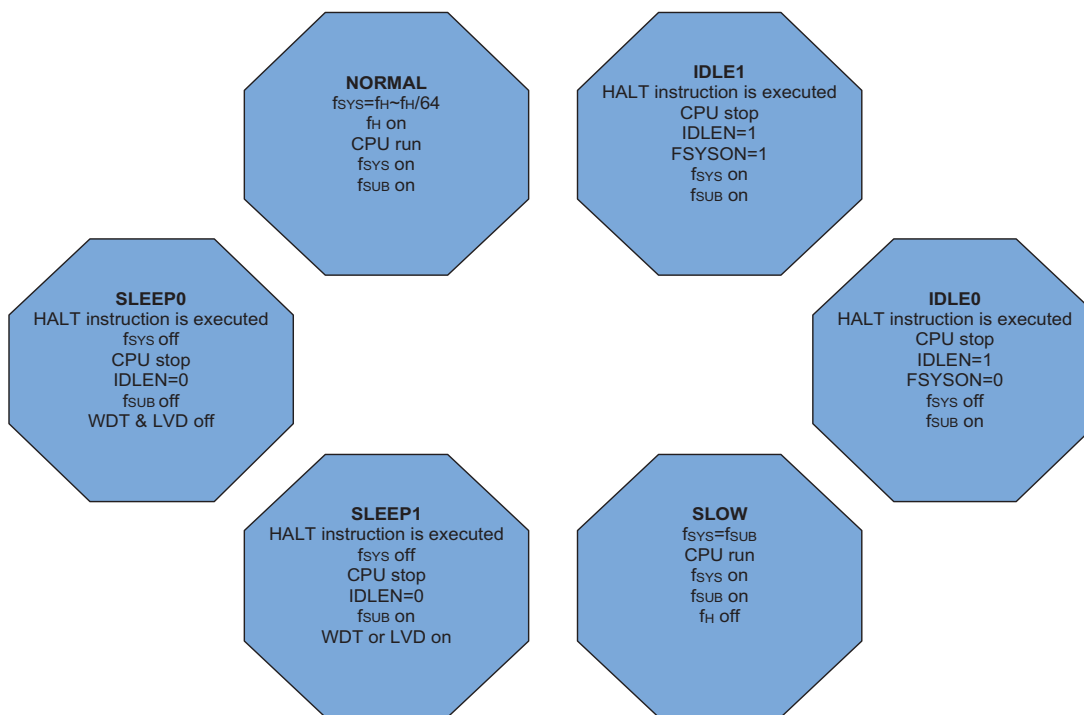 NORMAL
fSYS=fH~fH/64
fH on
CPU run
fSYS on
fSUB on
IDLE1
HALT instruction is executed
CPU stop
IDLEN=1
FSYSON=1
fSYS on
fSUB on
SLEEP0
HALT instruction is executed
fSYS off
CPU stop
IDLEN=0
fSUB off
WDT & LVD off
IDLE0
HALT instruction is executed
CPU stop
IDLEN=1
FSYSON=0
fSYS off
fSUB on
SLEEP1
HALT instruction is executed
fSYS off
CPU stop
IDLEN=0
fSUB on
WDT or LVD on
SLOW
fSYS=fSUB
CPU run
fSYS on
fSUB on
fH off